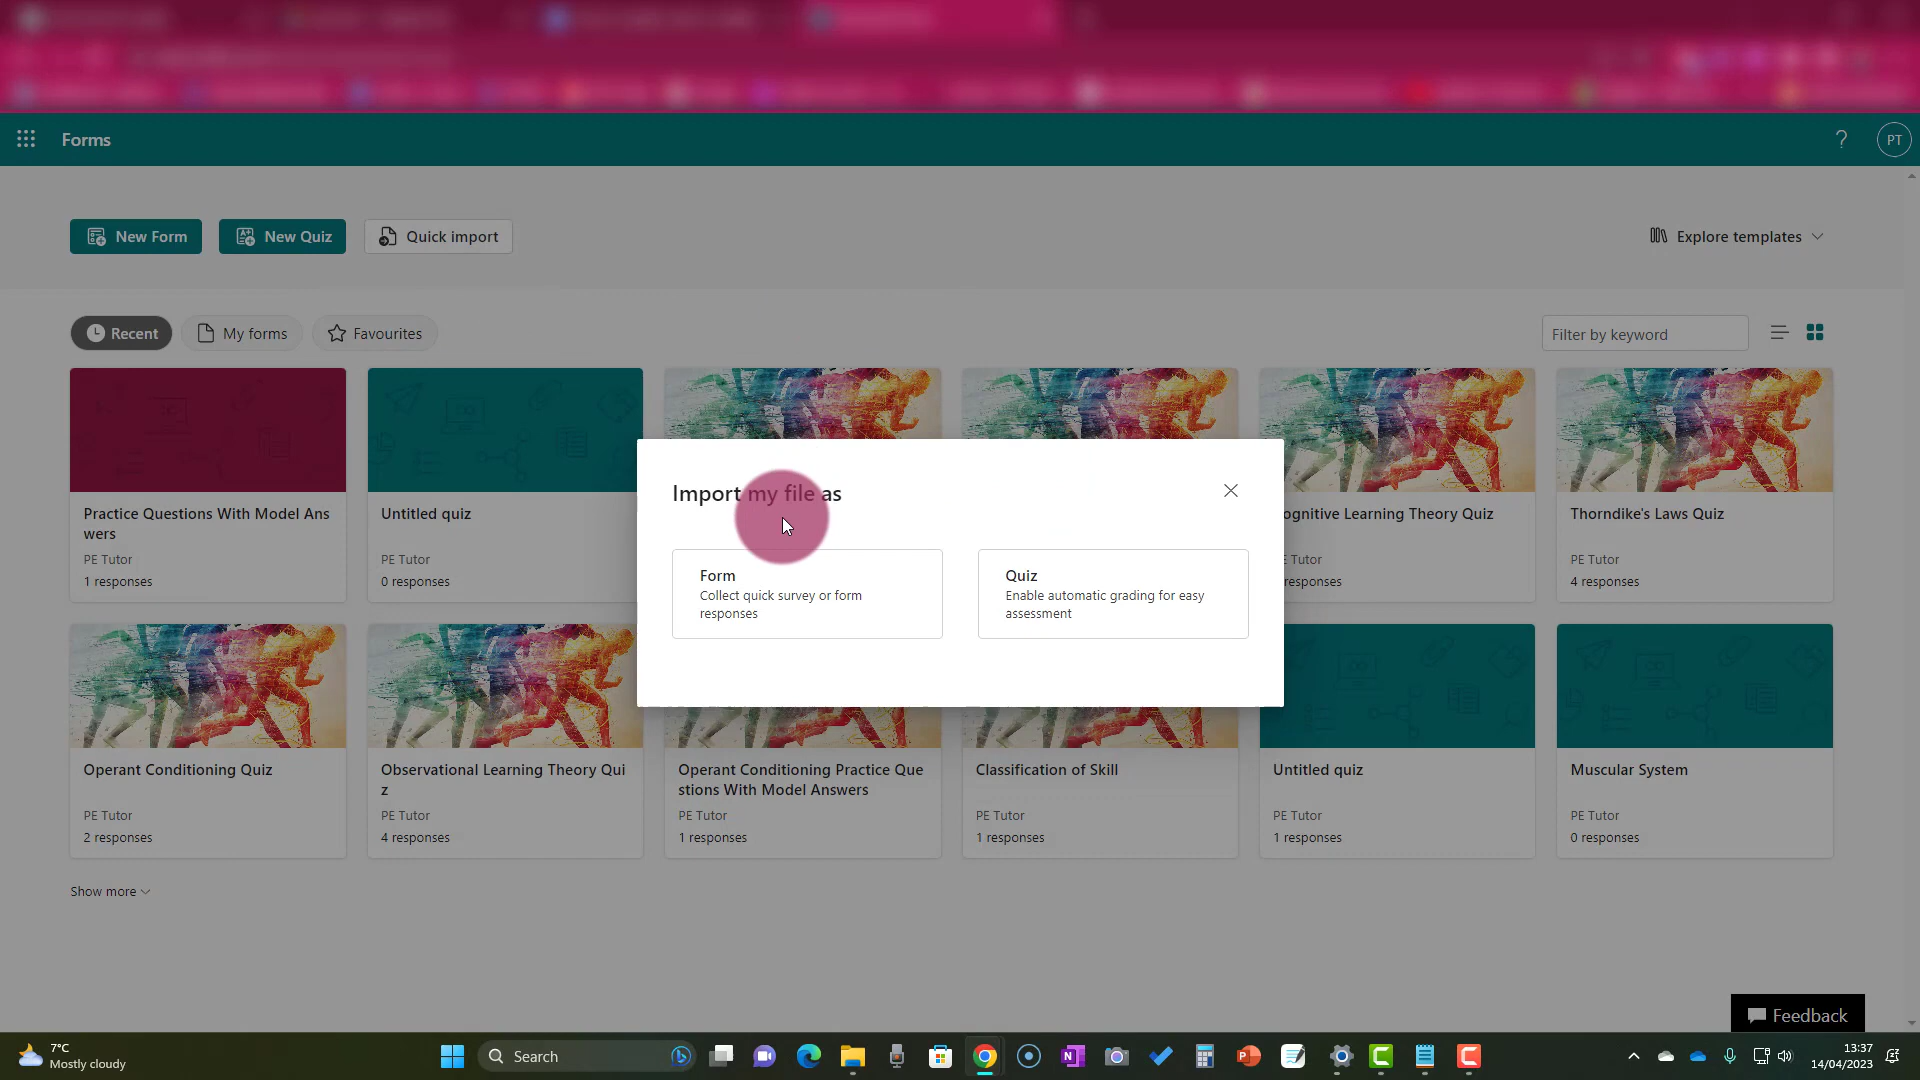 Forms
?
PT
New Form
New Quiz
Quick import
Explore templates
Recent
My forms
Favourites
Filter by keyword
Practice Questions With Model Ans
wers
PE Tutor
1 responses
Untitled quiz
PE Tutor
0 responses
ognitive Learning Theory Quiz
E Tutor
responses
Thorndike's Laws Quiz
PE Tutor
4 responses
Import my file as
Form
Collect quick survey or form
responses
Quiz
Enable automatic grading for easy
assessment
Operant Conditioning Quiz
PE Tutor
2 responses
Observational Learning Theory Qui
z
PE Tutor
4 responses
Operant Conditioning Practice Que
stions With Model Answers
PE Tutor
1 responses
Classification of Skill
PE Tutor
1 responses
Untitled quiz
PE Tutor
1 responses
Muscular System
PE Tutor
0 responses
Show more
Feedback
7°C
Mostly cloudy
Search
13:37
14/04/2023